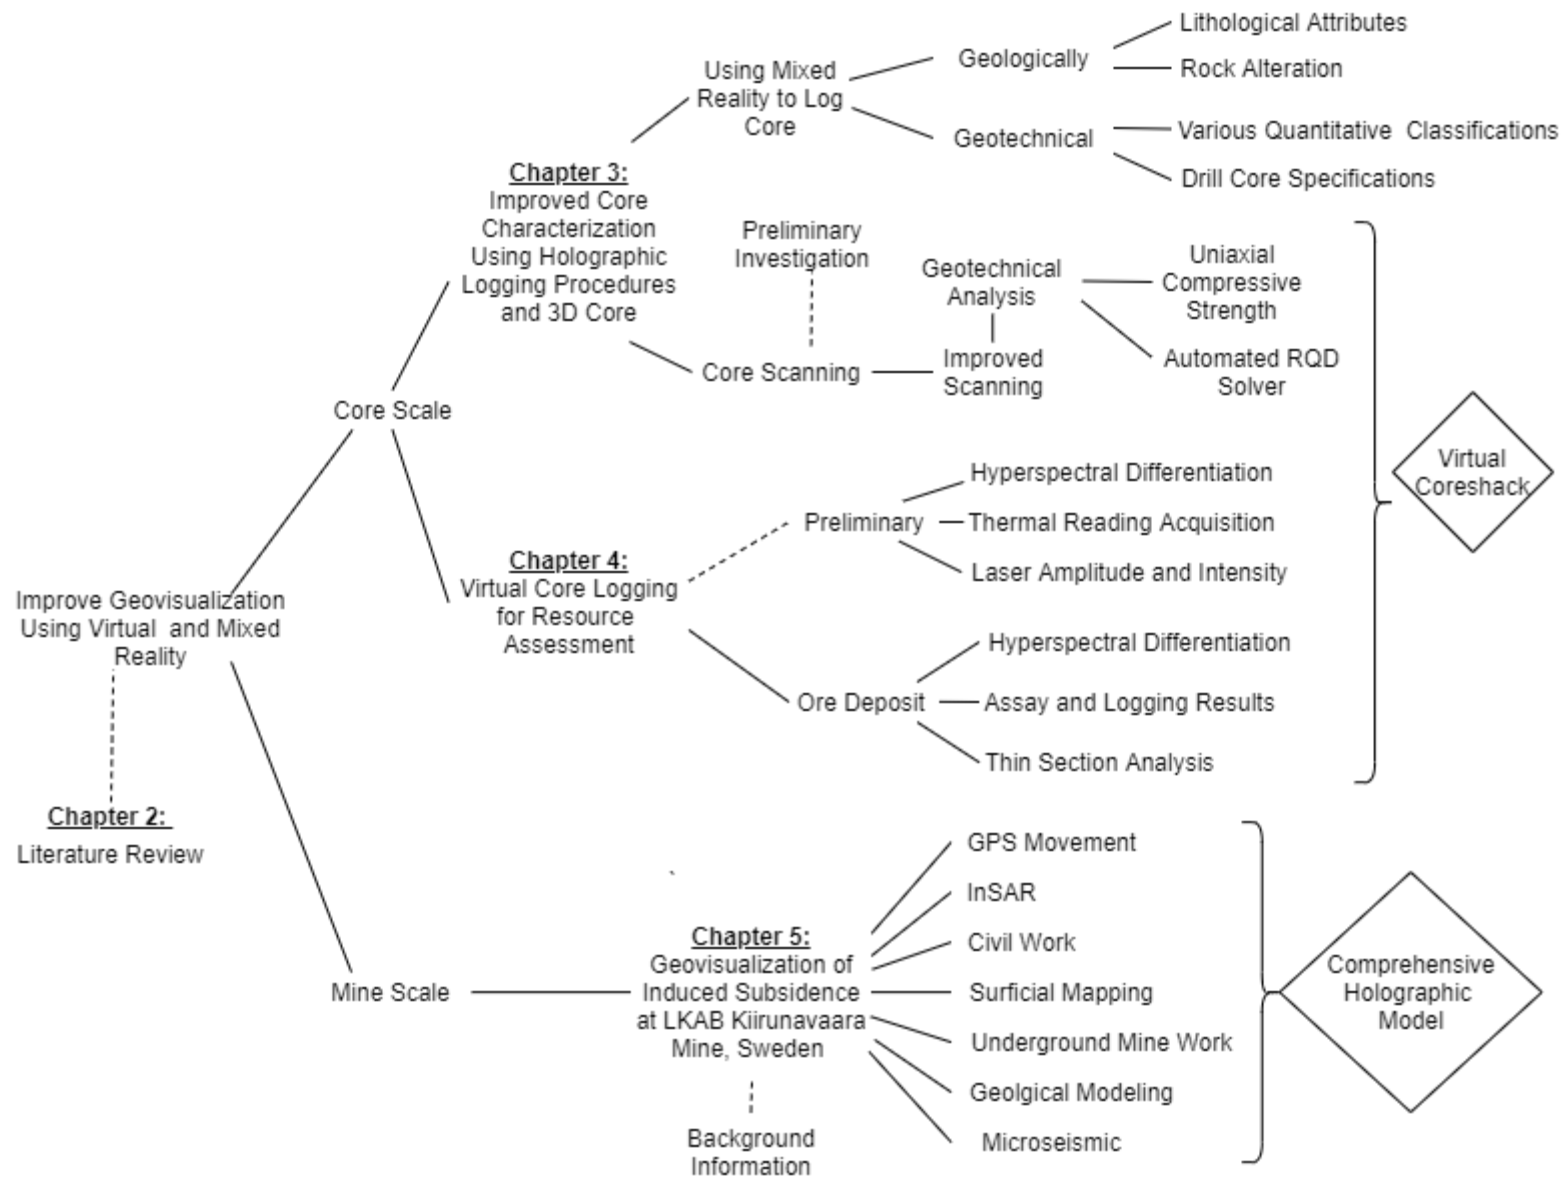 Lithological Attributes
Rock Alteration
Geologically
Using Mixed
Reality to Log
Core
Geotechnical
Various Quantitative  Classifications
Drill Core Specifications
Chapter 3:
Improved Core
Characterization
Using Holographic
Logging Procedures
and 3D Core
Preliminary
Investigation
Core Scanning
Geotechnical
Analysis
Improved
Scanning
Uniaxial
Compressive
Strength
Automated RQD
Solver
Core Scale
Virtual
Coreshack
Chapter 4:
Virtual Core Logging
for Resource
Assessment
Preliminary
Hyperspectral Differentiation
Thermal Reading Acquisition
Laser Amplitude and Intensity
Ore Deposit
Hyperspectral Differentiation
Assay and Logging Results
Thin Section Analysis
Improve Geovisualization
Using Virtual  and Mixed
Reality
Chapter 2:
Literature Review
Mine Scale
Chapter 5:
Geovisualization of
Induced Subsidence
at LKAB Kiirunavaara
Mine, Sweden
Background
Information
GPS Movement
InSAR
Civil Work
Surficial Mapping
Underground Mine Work
Geolgical Modeling
Microseismic
Comprehensive
Holographic
Model